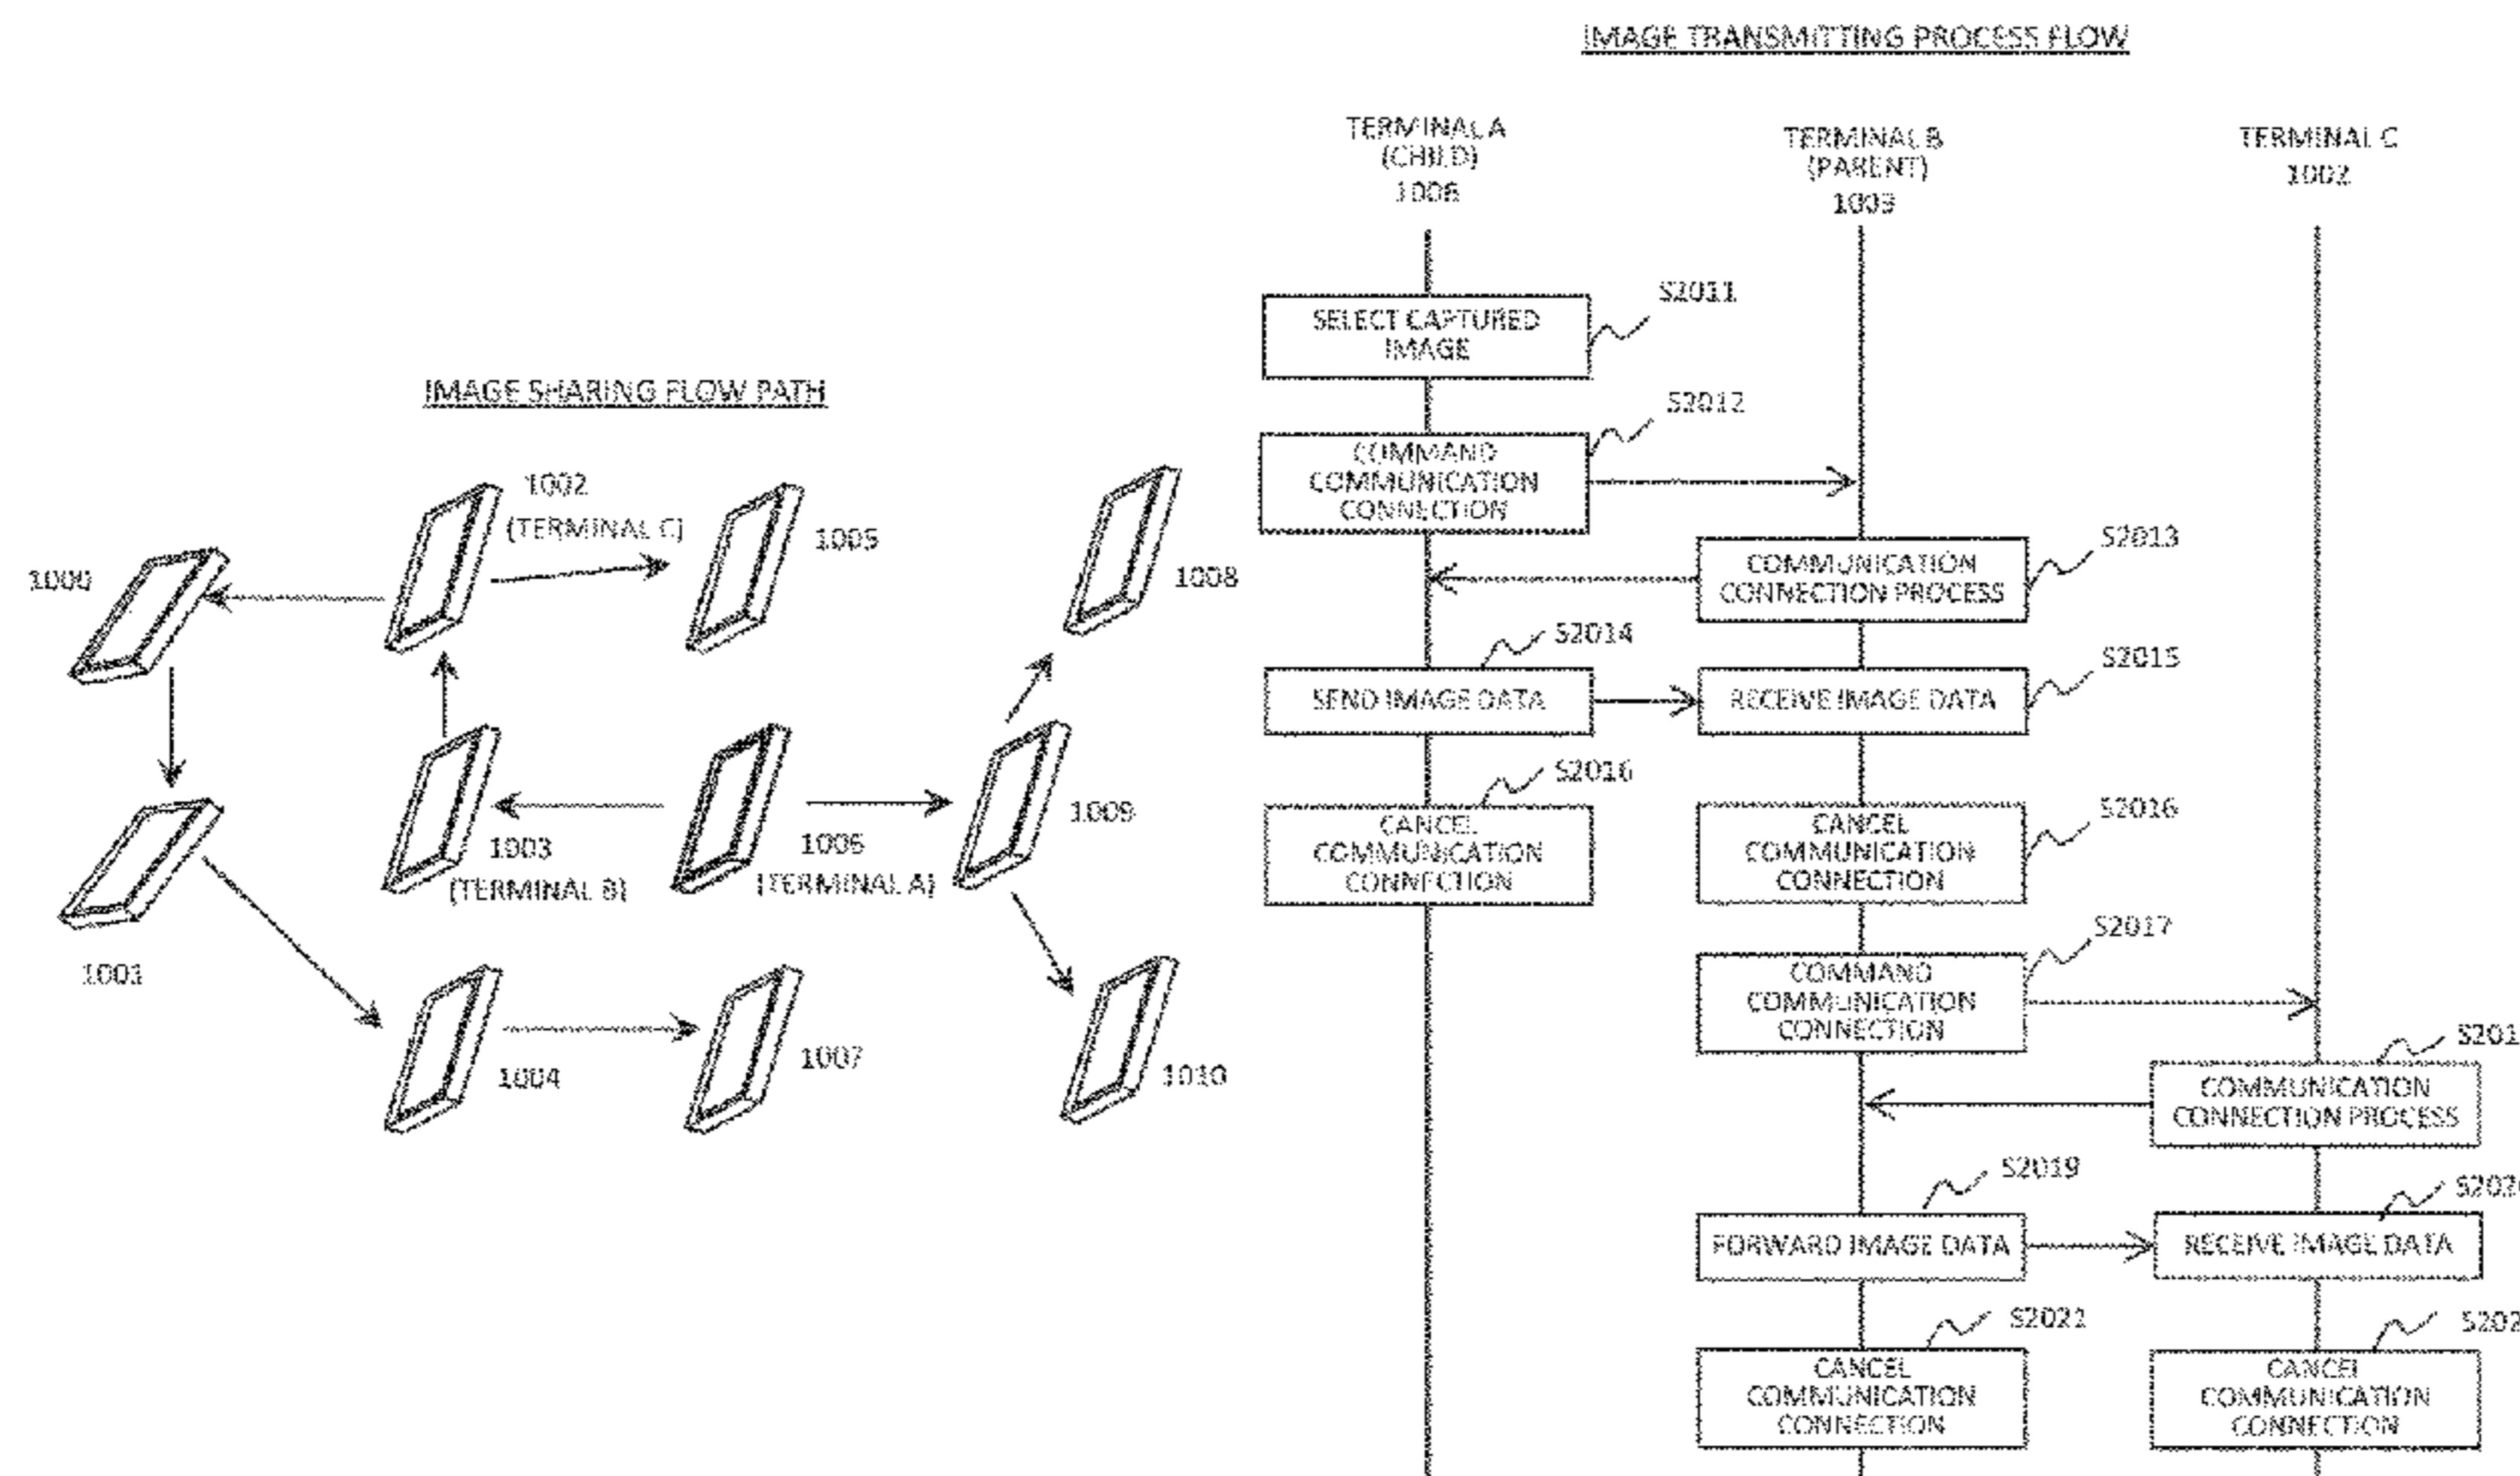 IMAGE TRANSMITTING PROCESS FLOW
TERMINAL A
(CHILD)
1006
TERMINAL B
(PARENT)
1003
TERMINAL C
1002
S2011
SELECT CAPTURED
IMAGE
S2012
COMMAND
COMMUNICATION
CONNECTION
S2013
COMMUNICATION
CONNECTION PROCESS
S2014
SEND IMAGE DATA
S2015
RECEIVE IMAGE DATA
S2016
CANCEL
COMMUNICATION
CONNECTION
S2016
CANCEL
COMMUNICATION
CONNECTION
S2017
COMMAND
COMMUNICATION
CONNECTION
S201
COMMUNICATION
CONNECTION PROCESS
S2019
FORWARD IMAGE DATA
S202
RECEIVE IMAGE DATA
S2021
CANCEL
COMMUNICATION
CONNECTION
S202
CANCEL
COMMUNICATION
CONNECTION
IMAGE SHARING FLOW PATH
1002
(TERMINAL C)
1005
1008
1000
1003
(TERMINAL B)
1006
(TERMINAL A)
1009
1001
1004
1007
1010